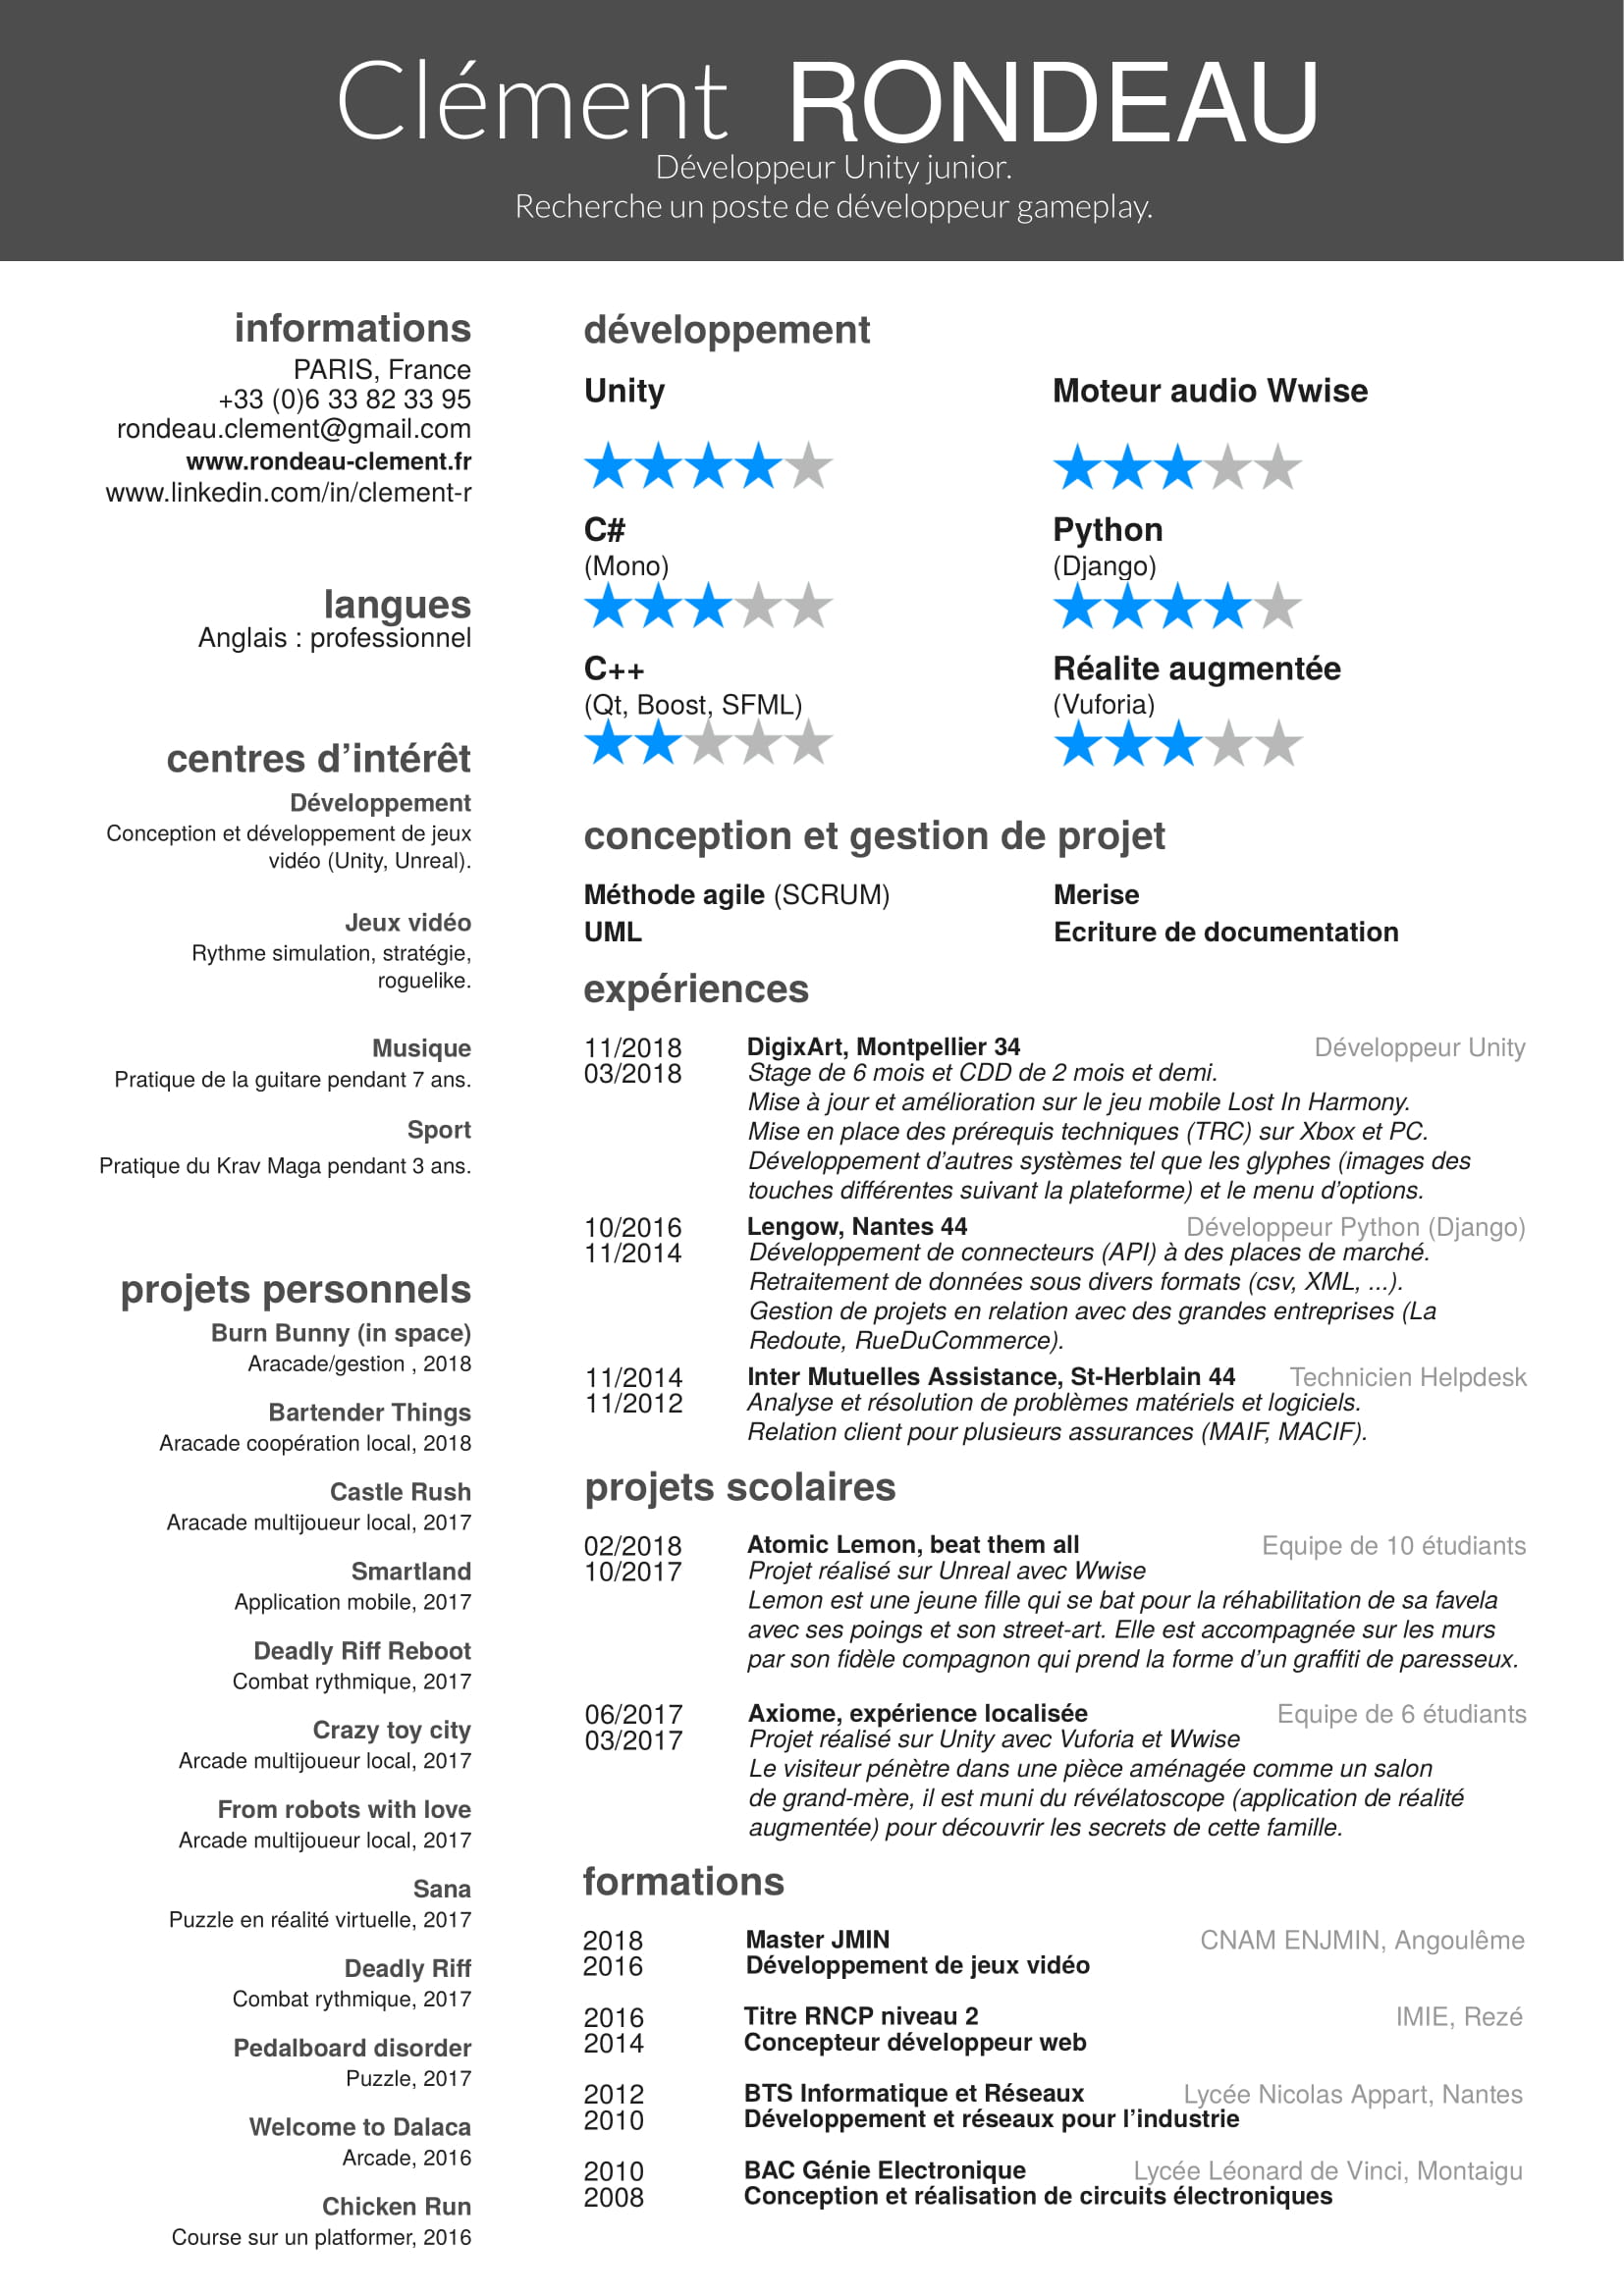 Clément RONDEAU
Développeur Unity junior.
Recherche un poste de développeur gameplay.
informations
PARIS, France
+33 (0)6 33 82 33 95
rondeau.clement@gmail.com
www.rondeau-clement.fr
www.linkedin.com/in/clement-r
langues
Anglais : professionnel
centres d’intérêt
Développement
Conception et développement de jeux
vidéo (Unity, Unreal).
Jeux vidéo
Rythme simulation, stratégie,
roguelike.
Musique
Pratique de la guitare pendant 7 ans.
Sport
Pratique du Krav Maga pendant 3 ans.
projets personnels
Burn Bunny (in space)
Aracade/gestion , 2018
Bartender Things
Aracade coopération local, 2018
Castle Rush
Aracade multijoueur local, 2017
Smartland
Application mobile, 2017
Deadly Riff Reboot
Combat rythmique, 2017
Crazy toy city
Arcade multijoueur local, 2017
From robots with love
Arcade multijoueur local, 2017
Sana
Puzzle en réalité virtuelle, 2017
Deadly Riff
Combat rythmique, 2017
Pedalboard disorder
Puzzle, 2017
Welcome to Dalaca
Arcade, 2016
Chicken Run
Course sur un platformer, 2016
développement
Unity
Moteur audio Wwise
C#
(Mono)
Python
(Django)
C++
(Qt, Boost, SFML)
Réalite augmentée
(Vuforia)
conception et gestion de projet
Méthode agile (SCRUM)
Merise
UML
Ecriture de documentation
expériences
11/2018 DigixArt, Montpellier 34 Développeur Unity
03/2018 Stage de 6 mois et CDD de 2 mois et demi.
Mise à jour et amélioration sur le jeu mobile Lost In Harmony.
Mise en place des prérequis techniques (TRC) sur Xbox et PC.
Développement d’autres systèmes tel que les glyphes (images des
touches différentes suivant la plateforme) et le menu d’options.
10/2016 Lengow, Nantes 44 Développeur Python (Django)
11/2014 Développement de connecteurs (API) à des places de marché.
Retraitement de données sous divers formats (csv, XML, ...).
Gestion de projets en relation avec des grandes entreprises (La
Redoute, RueDuCommerce).
11/2014 Inter Mutuelles Assistance, St-Herblain 44 Technicien Helpdesk
11/2012 Analyse et résolution de problèmes matériels et logiciels.
Relation client pour plusieurs assurances (MAIF, MACIF).
projets scolaires
02/2018 Atomic Lemon, beat them all Equipe de 10 étudiants
10/2017 Projet réalisé sur Unreal avec Wwise
Lemon est une jeune fille qui se bat pour la réhabilitation de sa favela
avec ses poings et son street-art. Elle est accompagnée sur les murs
par son fidèle compagnon qui prend la forme d’un graffiti de paresseux.
06/2017 Axiome, expérience localisée Equipe de 6 étudiants
03/2017 Projet réalisé sur Unity avec Vuforia et Wwise
Le visiteur pénètre dans une pièce aménagée comme un salon
de grand-mère, il est muni du révélatoscope (application de réalité
augmentée) pour découvrir les secrets de cette famille.
formations
2018 Master JMIN CNAM ENJMIN, Angoulême
2016 Développement de jeux vidéo
2016 Titre RNCP niveau 2 IMIE, Rezé
2014 Concepteur développeur web
2012 BTS Informatique et Réseaux Lycée Nicolas Appart, Nantes
2010 Développement et réseaux pour l’industrie
2010 BAC Génie Electronique Lycée Léonard de Vinci, Montaigu
2008 Conception et réalisation de circuits électroniques